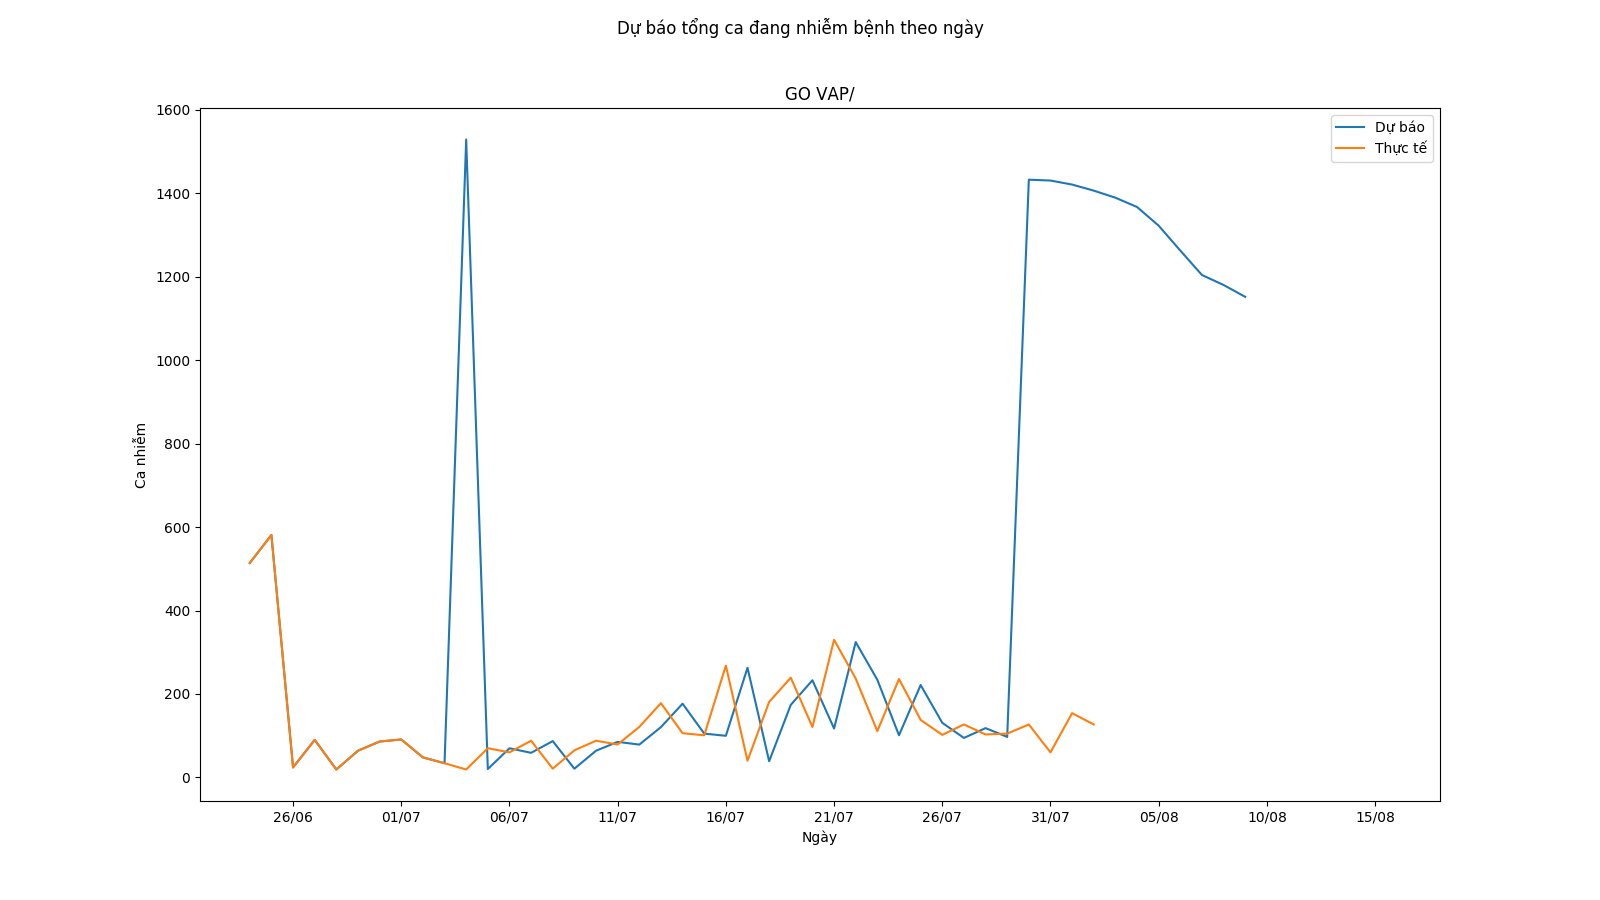 Dự báo tổng ca đang nhiễm bệnh theo ngày
GO VAP/
Dự báo
Thực tế
Ca nhiễm
1600
1400
1200
1000
800
600
400
200
0
26/06 01/07 06/07 11/07 16/07 21/07 26/07 31/07 05/08 10/08 15/08
Ngày